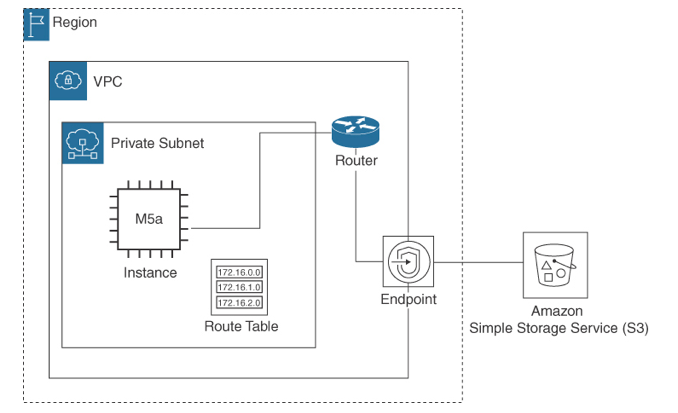 Region
VPC
Private Subnet
Router
M5a
Instance
172.16.0.0
172.16.1.0
172.16.2.0
Route Table
Endpoint
Amazon
Simple Storage Service (S3)